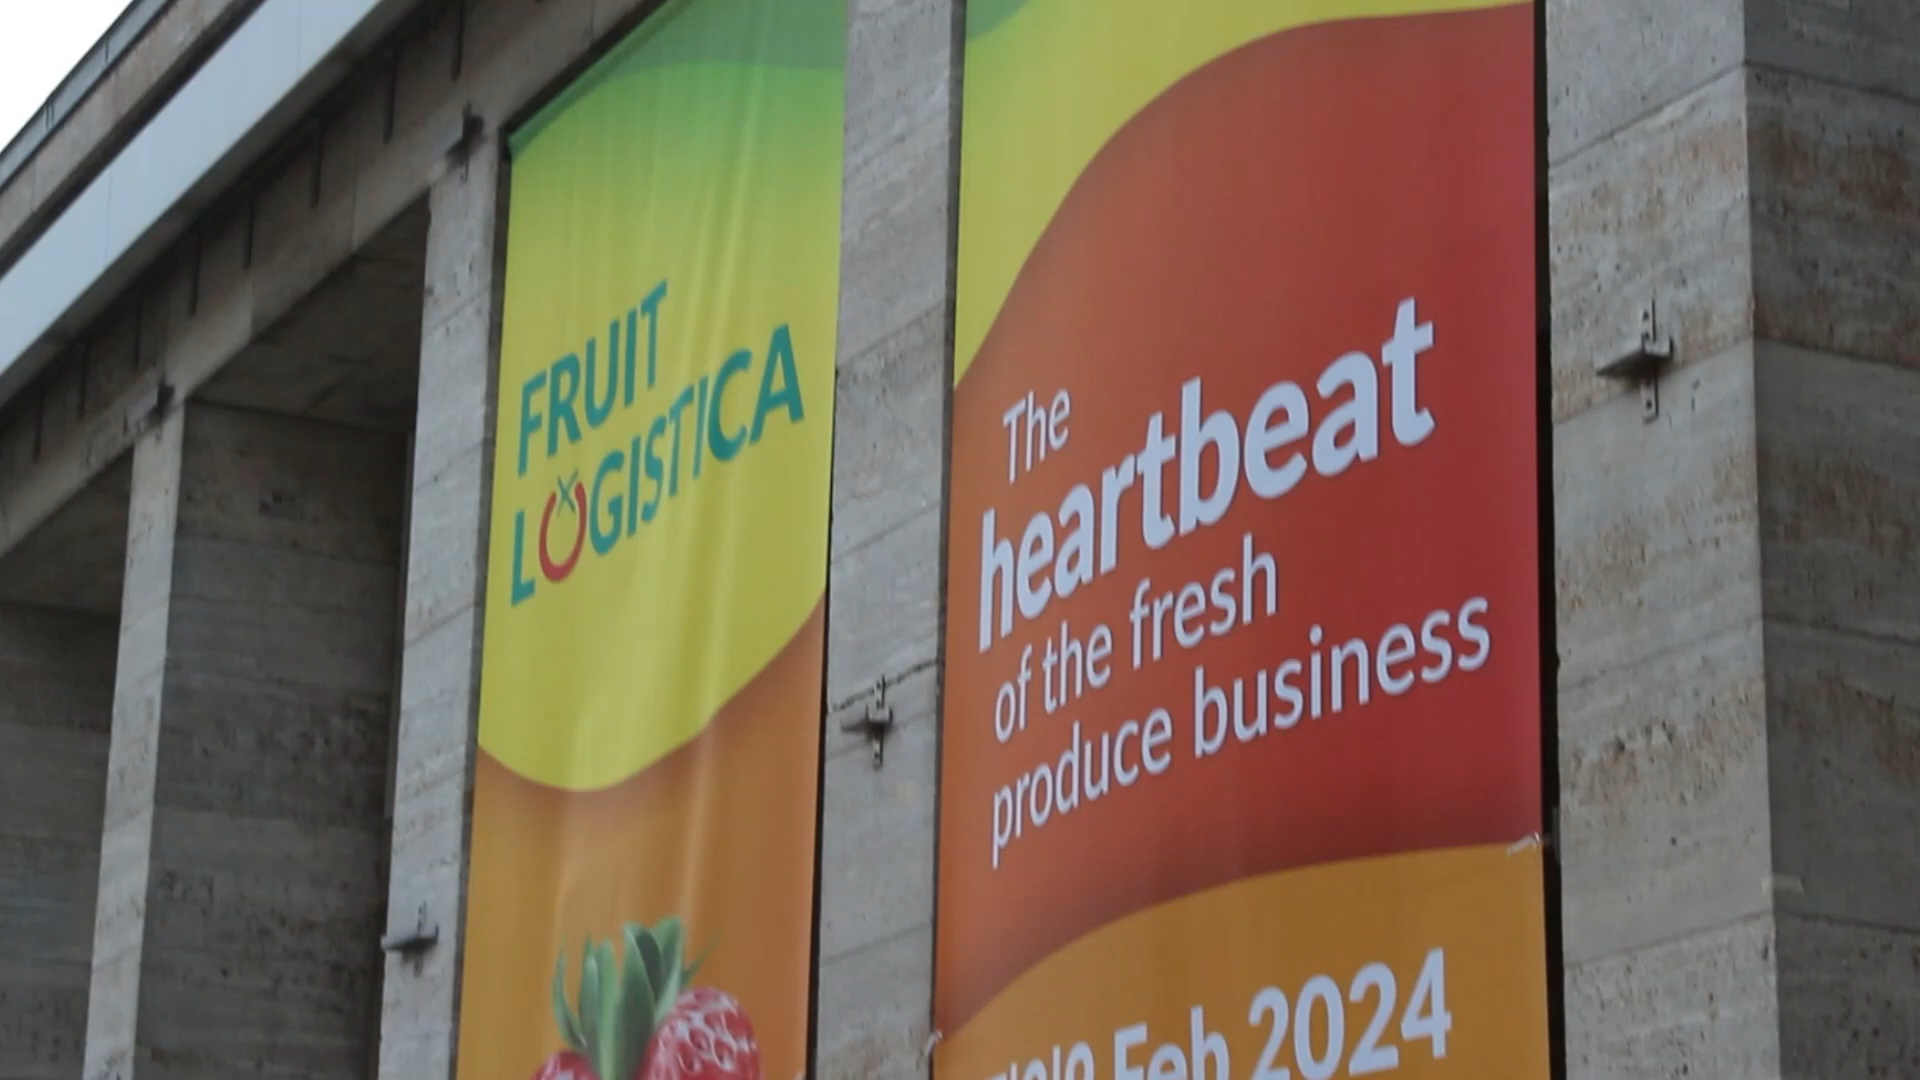 FRUIT
LOGISTICA
The
heartbeat
of the fresh
produce business
Feb 2024